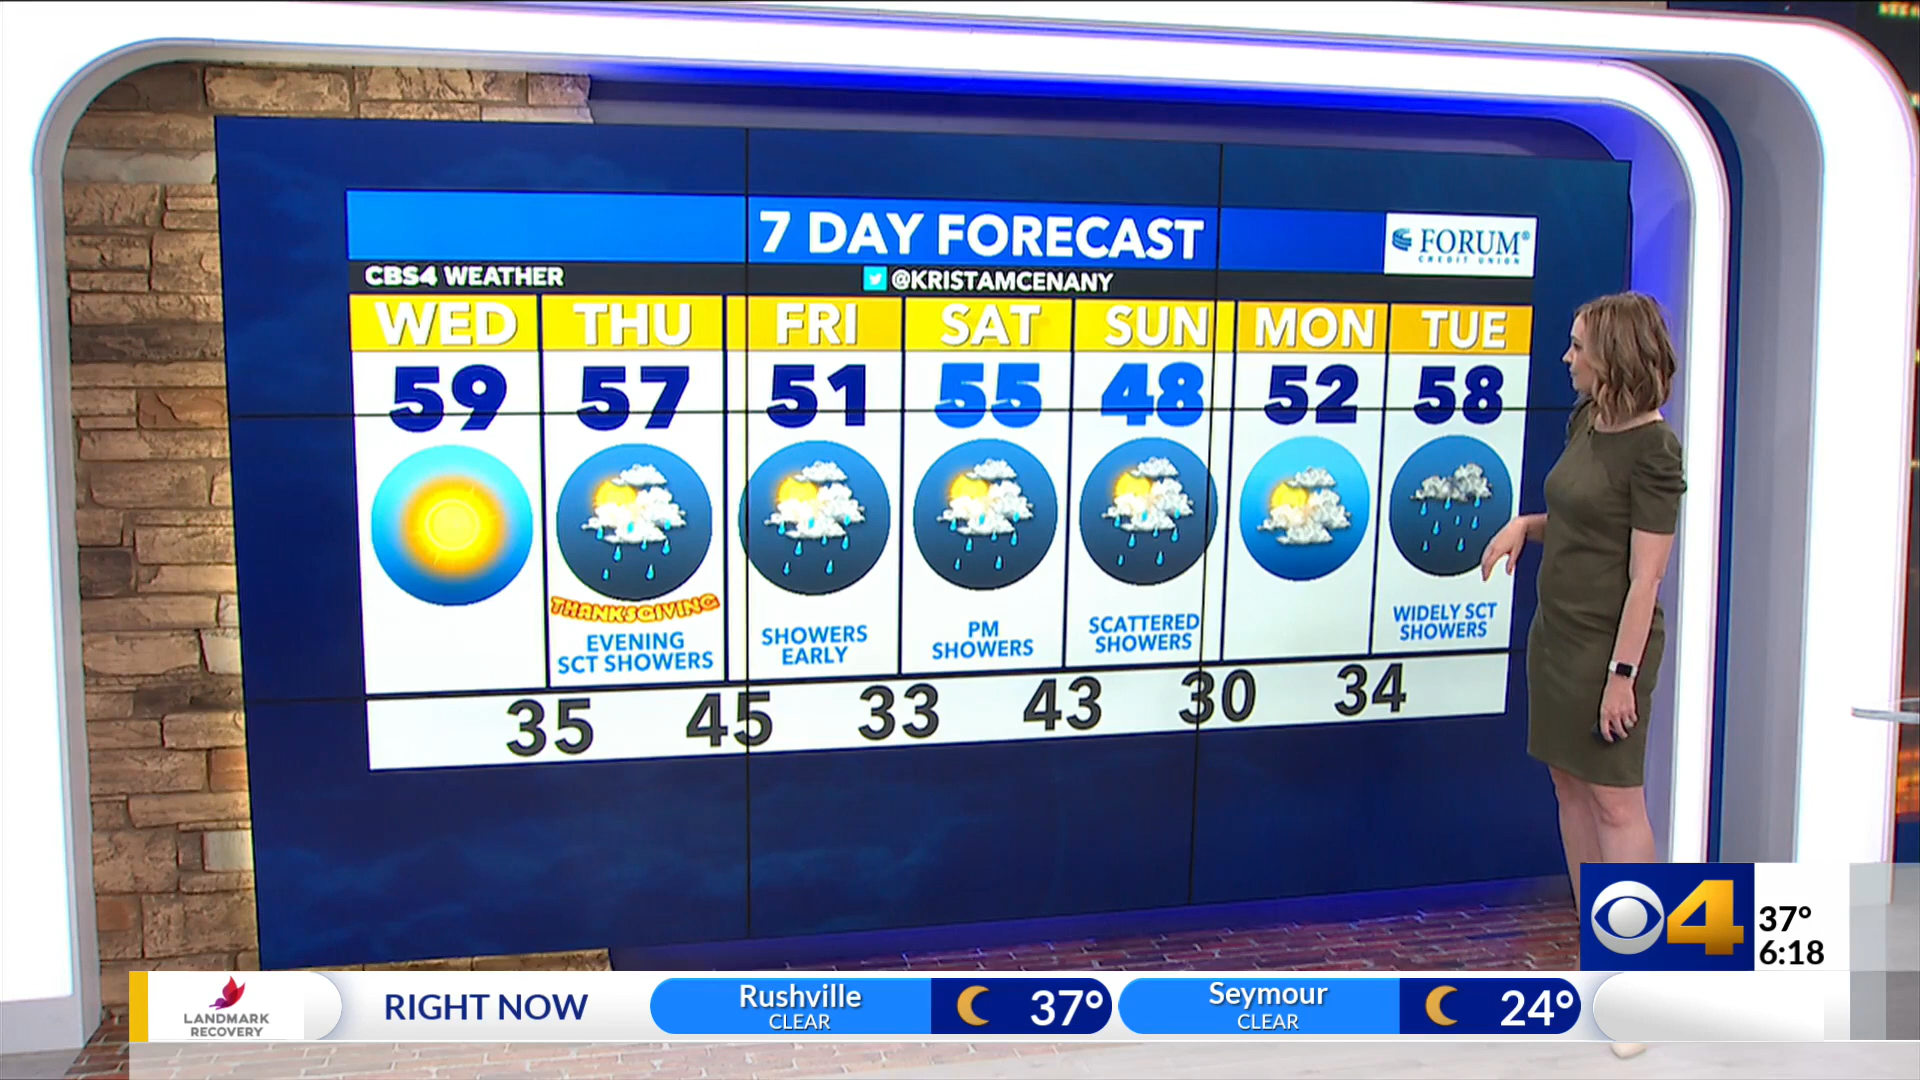 7 DAY FORECAST
FORUM®
CREDIT UNION
CBS4 WEATHER
@KRISTAMCENANY
WED THU FRI SAT SUN MON TUE
59 57 51 55 48 52 58
THANKSGIVING
EVENING
SCT SHOWERS
SHOWERS
EARLY
PM
SHOWERS
SCATTERED
SHOWERS
WIDELY SCT
SHOWERS
35 45 33 43 30 34
4
37°
6:18
LANDMARK
RECOVERY
RIGHT NOW
Rushville
CLEAR
37°
Seymour
CLEAR
24°